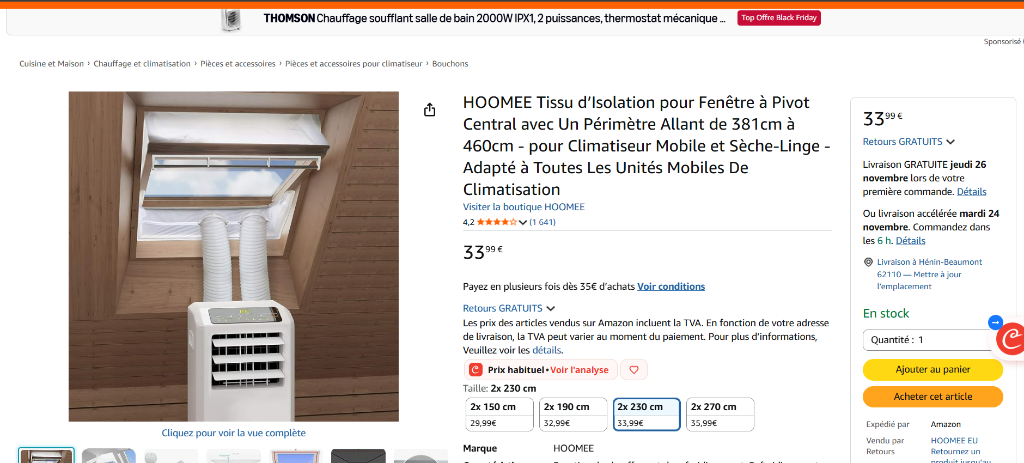 THOMSON Chauffage soufflant salle de bain 2000W IPX1, 2 puissances, thermostat mécanique ...
Top Offre Black Friday
Sponsorisé
Cuisine et Maison › Chauffage et climatisation › Pièces et accessoires › Pièces et accessoires pour climatiseur › Bouchons
HOOMEE Tissu d'Isolation pour Fenêtre à Pivot
Central avec Un Périmètre Allant de 381cm à
460cm - pour Climatiseur Mobile et Sèche-Linge -
Adapté à Toutes Les Unités Mobiles De
Climatisation
Visiter la boutique HOOMEE
4,2 (1 641)
33,99 €
Payez en plusieurs fois dès 35€ d'achats Voir conditions
Retours GRATUITS
Les prix des articles vendus sur Amazon incluent la TVA. En fonction de votre adresse
de livraison, la TVA peut varier au moment du paiement. Pour plus d'informations,
Veuillez voir les détails.
Prix habituel • Voir l'analyse
Taille: 2x 230 cm
2x 150 cm
29,99€
2x 190 cm
32,99€
2x 230 cm
33,99€
2x 270 cm
35,99€
Marque HOOMEE
Cliquez pour voir la vue complète
33,99 €
Retours GRATUITS
Livraison GRATUITE jeudi 26
novembre lors de votre
première commande. Détails
Ou livraison accélérée mardi 24
novembre. Commandez dans
les 6 h. Détails
Livraison à Hénin-Beaumont
62110 — Mettre à jour
l'emplacement
En stock
Quantité : 1
Ajouter au panier
Acheter cet article
Expédié par Amazon
Vendu par HOOMEE EU
Retours Retournez un
produit jusqu'au